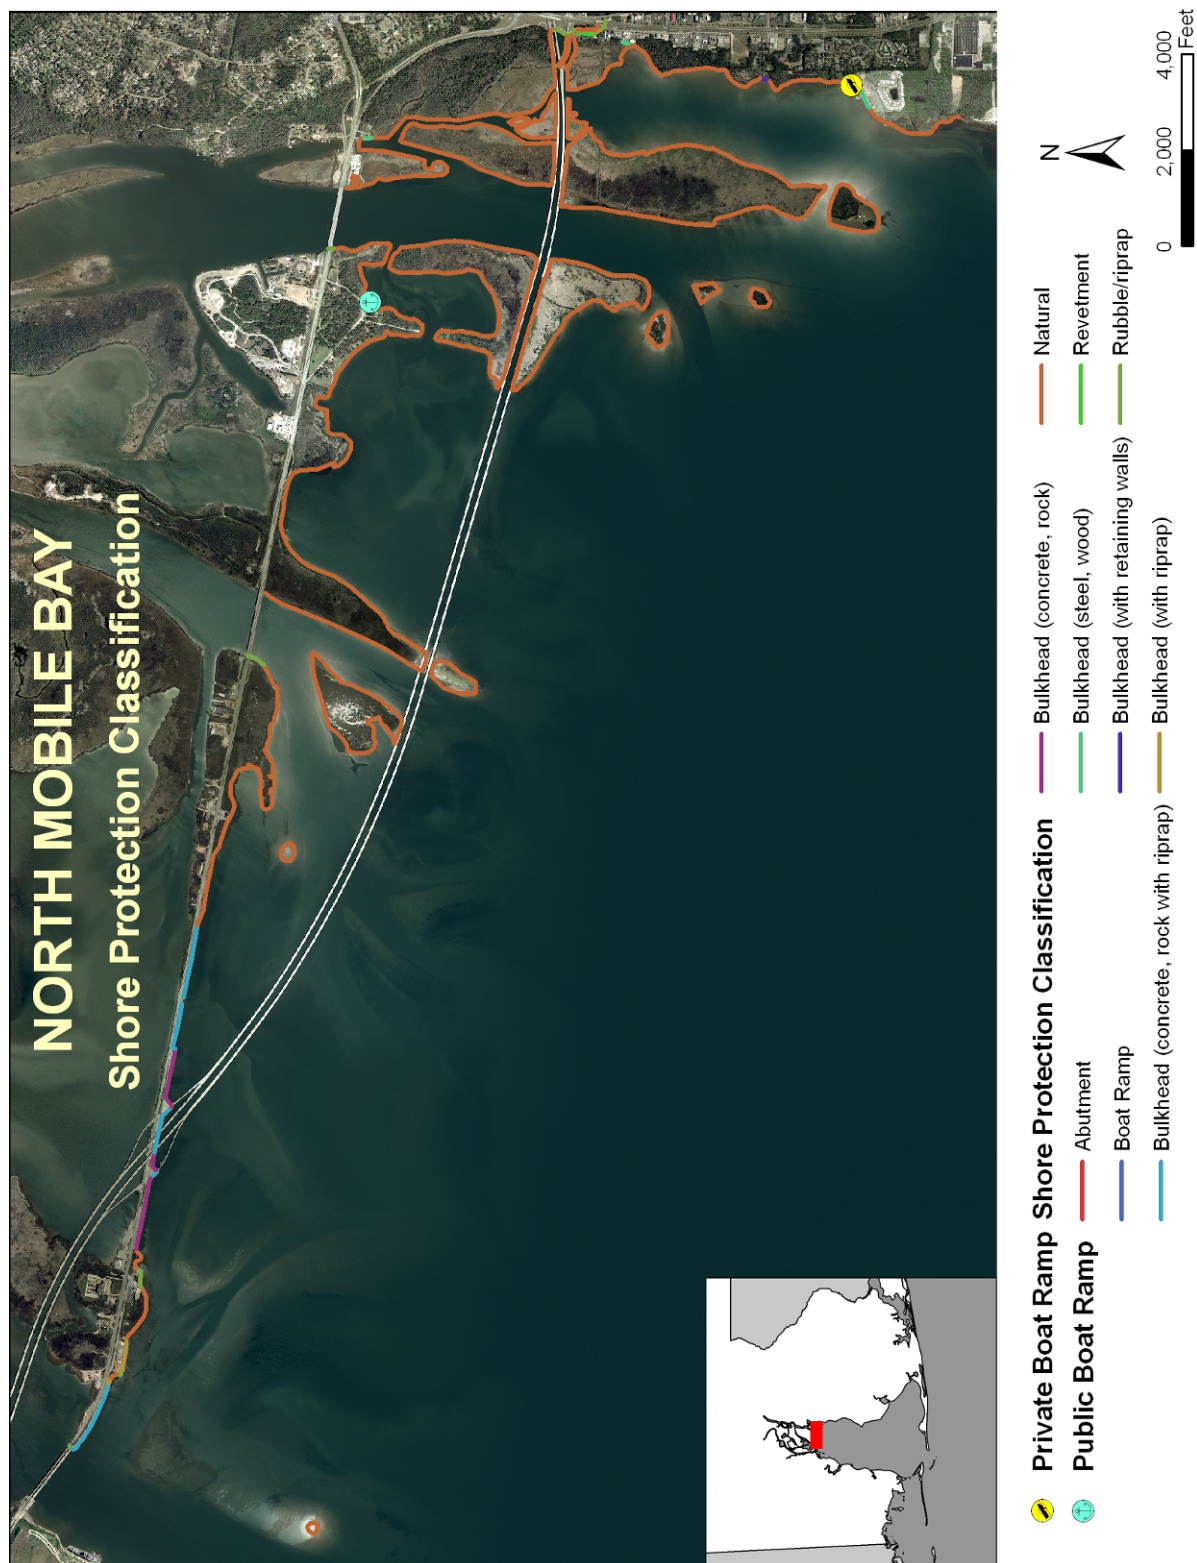 NORTH MOBILE BAY
Shore Protection Classification
Private Boat Ramp
Public Boat Ramp
Shore Protection Classification
Abutment
Boat Ramp
Bulkhead (concrete, rock with riprap)
Bulkhead (concrete, rock)
Bulkhead (steel, wood)
Bulkhead (with retaining walls)
Bulkhead (with riprap)
Natural
Revetment
Rubble/riprap
N
0 2,000 4,000
Feet